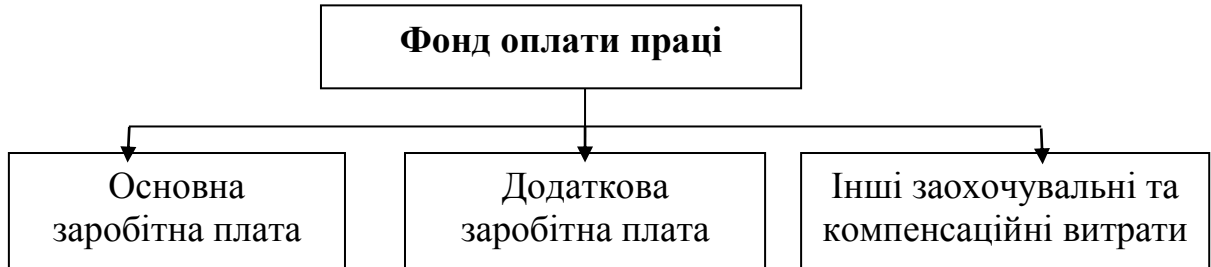 Фонд оплати праці
Основна
заробітна плата
Додаткова
заробітна плата
Інші заохочувальні та
компенсаційні витрати